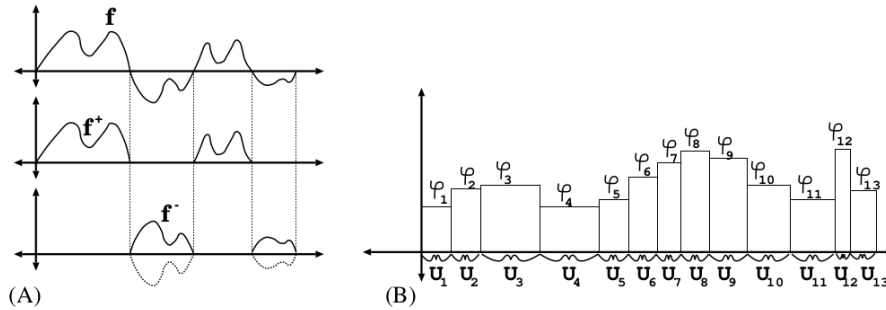 f
f⁺
f⁻
(A)
φ₁ φ₂ φ₃ φ₄ φ₅ φ₆ φ₇ φ₈ φ₉ φ₁₀ φ₁₁ φ₁₂ φ₁₃
U₁ U₂ U₃ U₄ U₅ U₆ U₇ U₈ U₉ U₁₀ U₁₁ U₁₂ U₁₃
(B)